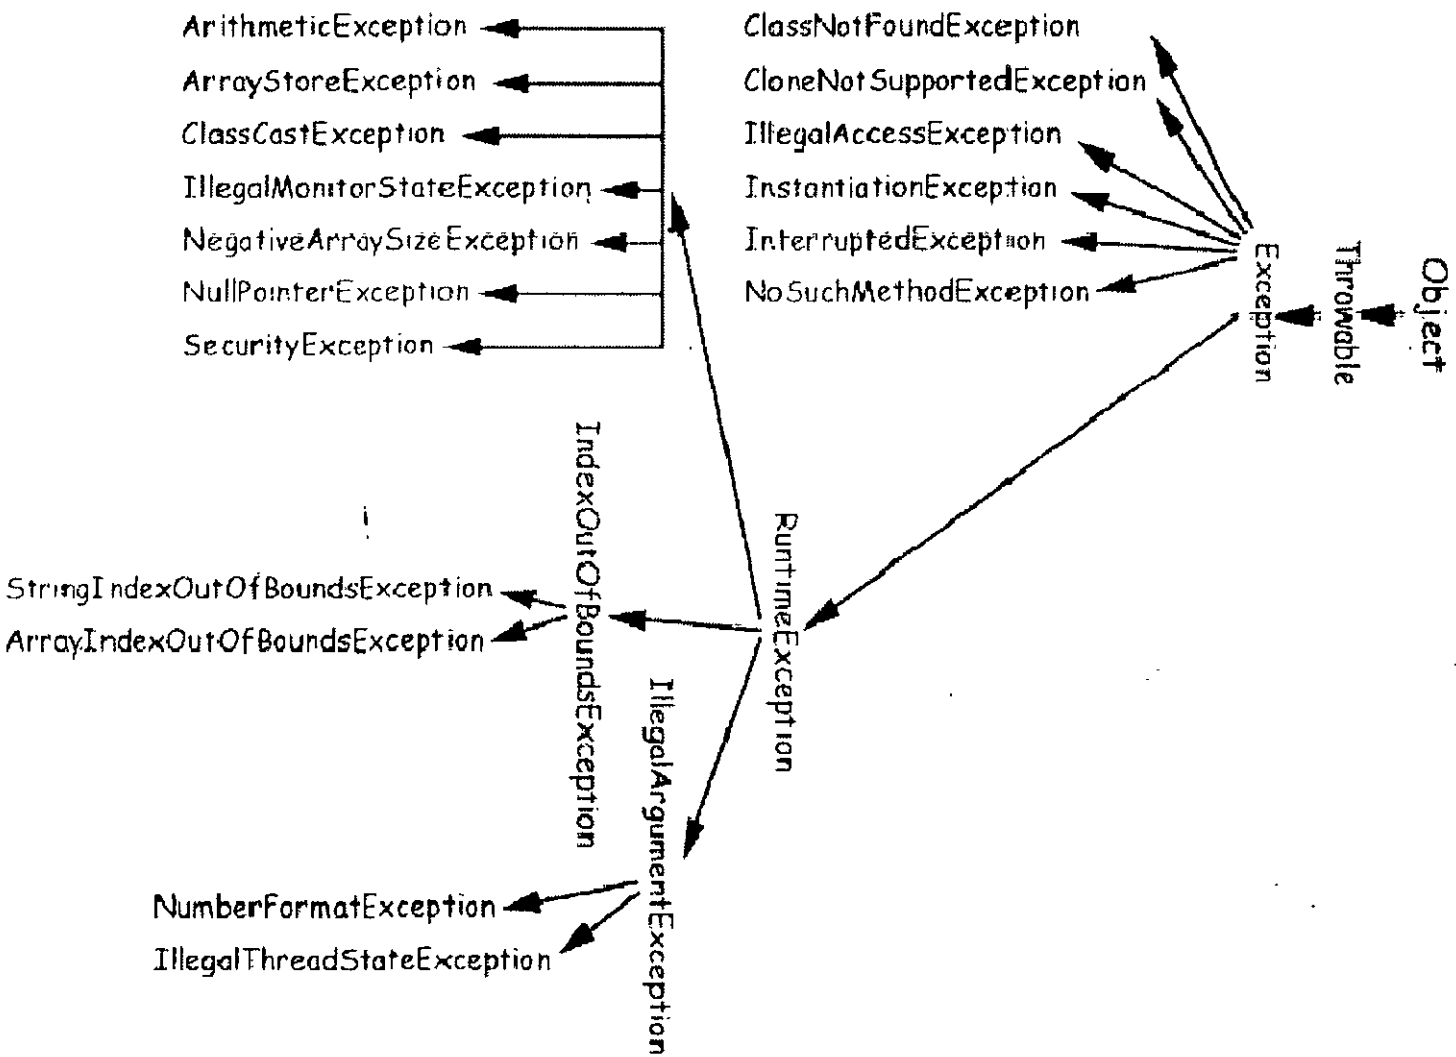 Object
Throwable
Exception
ClassNotFoundException
CloneNotSupportedException
IllegalAccessException
InstantiationException
InterruptedException
NoSuchMethodException
RuntimeException
ArithmeticException
ArrayStoreException
ClassCastException
IllegalMonitorStateException
NegativeArraySizeException
NullPointerException
SecurityException
IndexOutOfBoundsException
StringIndexOutOfBoundsException
ArrayIndexOutOfBoundsException
IllegalArgumentException
NumberFormatException
IllegalThreadStateException